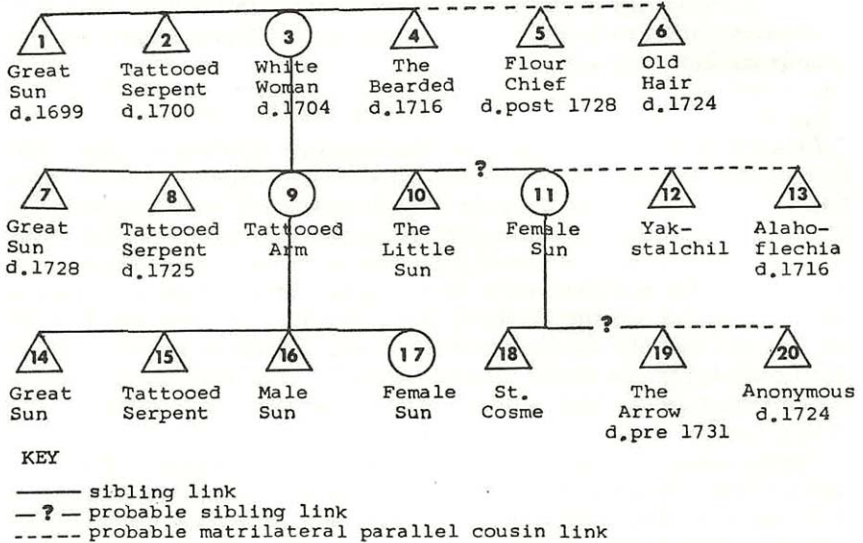 1 2 3 4 5 6
Great Sun d.1699
Tattooed Serpent d.1700
White Woman d.1704
The Bearded d.1716
Flour Chief d.post 1728
Old Hair d.1724
?
7 8 9 10 11 12 13
Great Sun d.1728
Tattooed Serpent d.1725
Tattooed Arm
The Little Sun
Female Sun
Yak-stalchil
Alaho-flechia d.1716
?
14 15 16 17 18 19 20
Great Sun
Tattooed Serpent
Male Sun
Female Sun
St. Cosme
The Arrow d.pre 1731
Anonymous d.1724
KEY
sibling link
? probable sibling link
probable matrilateral parallel cousin link